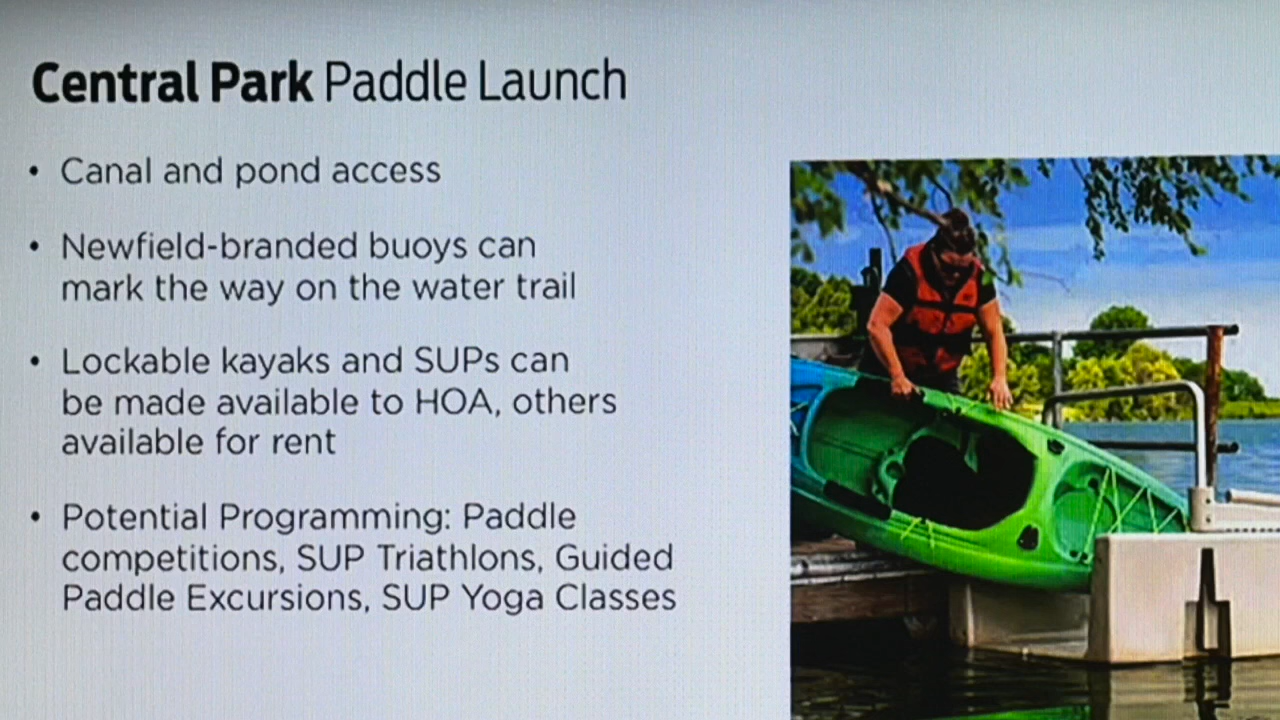 Central Park Paddle Launch
• Canal and pond access
• Newfield-branded buoys can
mark the way on the water trail
• Lockable kayaks and SUPs can
be made available to HOA, others
available for rent
• Potential Programming: Paddle
competitions, SUP Triathlons, Guided
Paddle Excursions, SUP Yoga Classes